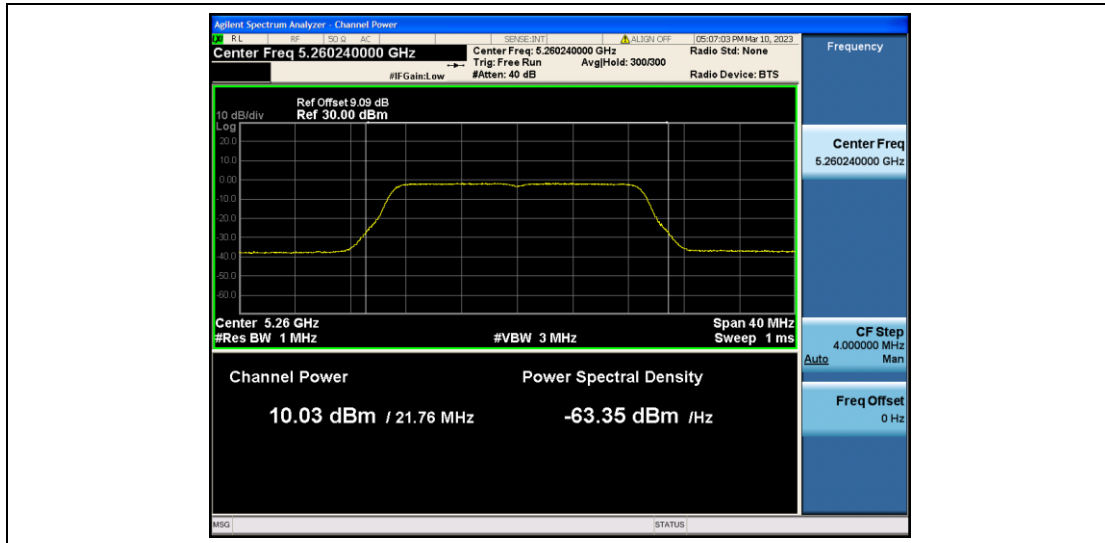 Agilent Spectrum Analyzer - Channel Power
RL RF 50 Ω AC SENSE:INT ALIGN OFF 05:07:03 PM Mar 10, 2023
Center Freq 5.260240000 GHz
Center Freq: 5.260240000 GHz Radio Std: None
Trig: Free Run Avg|Hold: 300/300
#IFGain:Low #Atten: 40 dB Radio Device: BTS
Frequency
Ref Offset 9.09 dB
10 dB/div Ref 30.00 dBm
Log
20.0
10.0
0.00
-10.0
-20.0
-30.0
-40.0
-50.0
-60.0
Center 5.26 GHz Span 40 MHz
#Res BW 1 MHz #VBW 3 MHz Sweep 1 ms
Channel Power Power Spectral Density
10.03 dBm / 21.76 MHz -63.35 dBm /Hz
Center Freq
5.260240000 GHz
CF Step
4.000000 MHz
Auto Man
Freq Offset
0 Hz
MSG STATUS